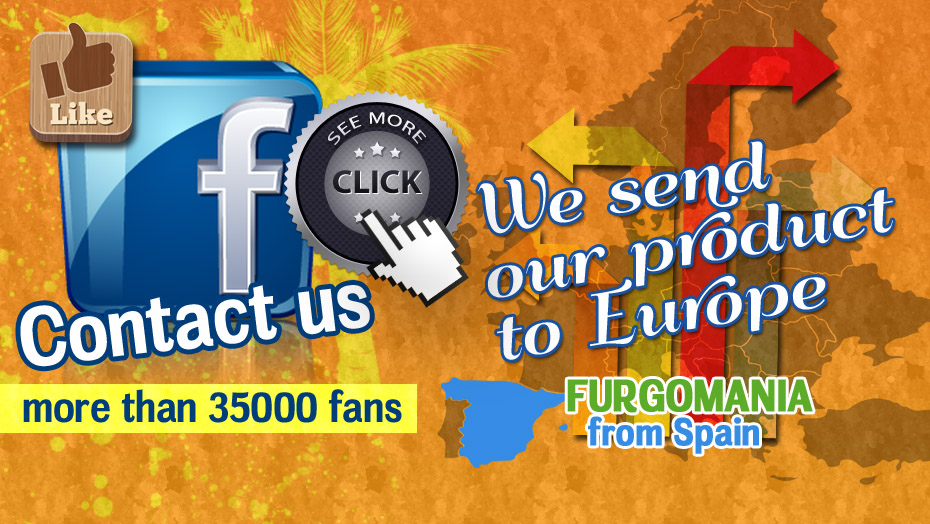 Like
f
SEE MORE
CLICK
Contact us
more than 35000 fans
We send
our product
to Europe
FURGOMANIA
from Spain